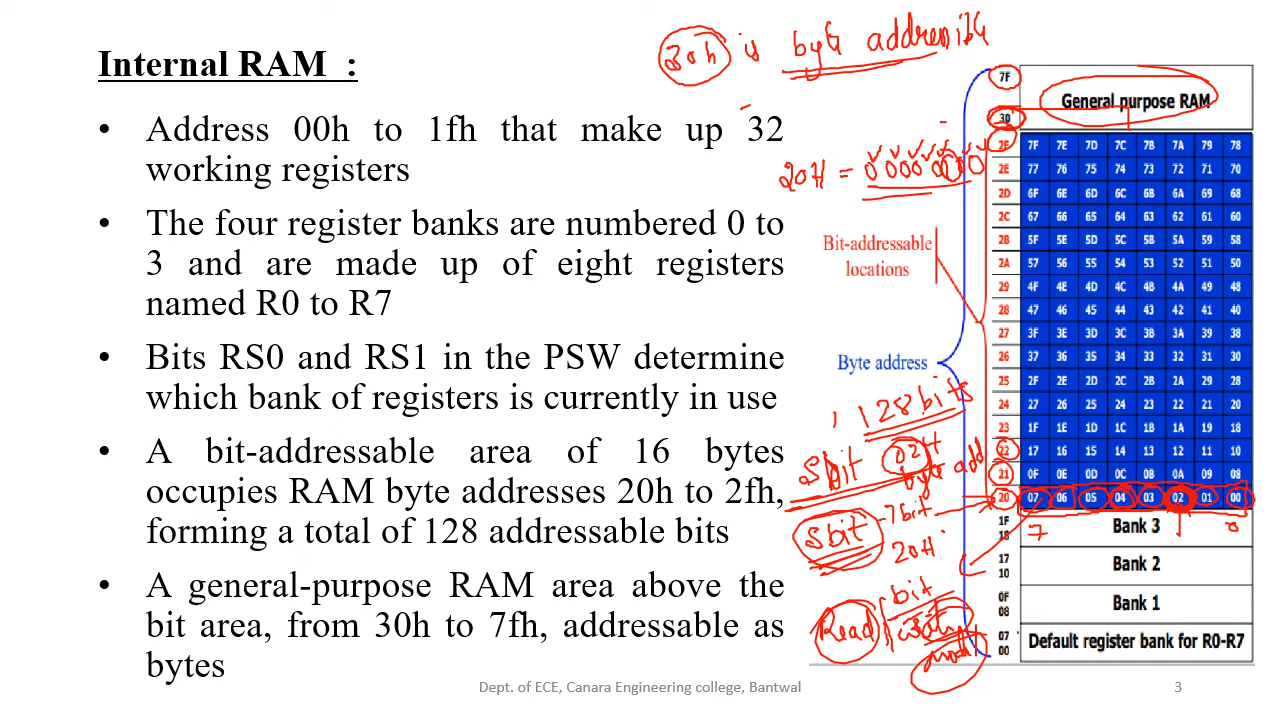 Internal RAM :
• Address 00h to 1fh that make up 32
working registers
• The four register banks are numbered 0 to
3 and are made up of eight registers
named R0 to R7
• Bits RS0 and RS1 in the PSW determine
which bank of registers is currently in use
• A bit-addressable area of 16 bytes
occupies RAM byte addresses 20h to 2fh,
forming a total of 128 addressable bits
• A general-purpose RAM area above the
bit area, from 30h to 7fh, addressable as
bytes
is byte addressible
20H =
128 bits
02H
byte add
7bit
20H
bit
Read
Bit-addressable
locations
Byte address
7F
General purpose RAM
30
2F 7F 7E 7D 7C 7B 7A 79 78
2E 77 76 75 74 73 72 71 70
2D 6F 6E 6D 6C 6B 6A 69 68
2C 67 66 65 64 63 62 61 60
2B 5F 5E 5D 5C 5B 5A 59 58
2A 57 56 55 54 53 52 51 50
29 4F 4E 4D 4C 4B 4A 49 48
28 47 46 45 44 43 42 41 40
27 3F 3E 3D 3C 3B 3A 39 38
26 37 36 35 34 33 32 31 30
25 2F 2E 2D 2C 2B 2A 29 28
24 27 26 25 24 23 22 21 20
23 1F 1E 1D 1C 1B 1A 19 18
22 17 16 15 14 13 12 11 10
21 0F 0E 0D 0C 0B 0A 09 08
20 07 06 05 04 03 02 01 00
7 0
1F
18 Bank 3
17
10 Bank 2
0F
08 Bank 1
07
00 Default register bank for R0-R7
Dept. of ECE, Canara Engineering college, Bantwal
3